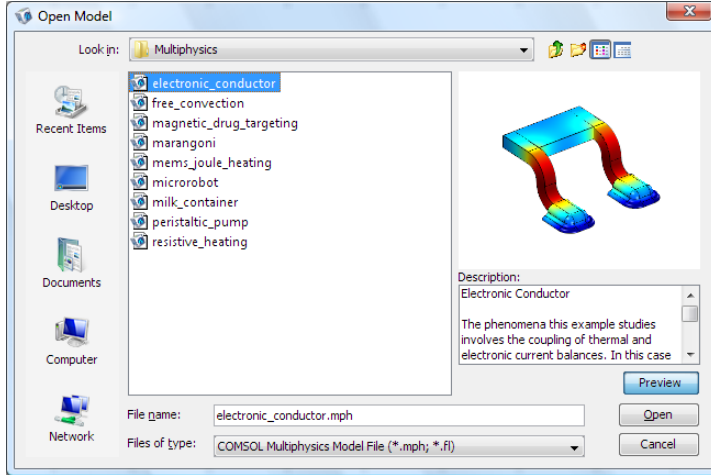 Open Model
Look in:
Multiphysics
Recent Items
Desktop
Documents
Computer
Network
electronic_conductor
free_convection
magnetic_drug_targeting
marangoni
mems_joule_heating
microrobot
milk_container
peristaltic_pump
resistive_heating
Description:
Electronic Conductor
The phenomena this example studies
involves the coupling of thermal and
electronic current balances. In this case
Preview
File name:
electronic_conductor.mph
Open
Files of type:
COMSOL Multiphysics Model File (*.mph; *.fl)
Cancel